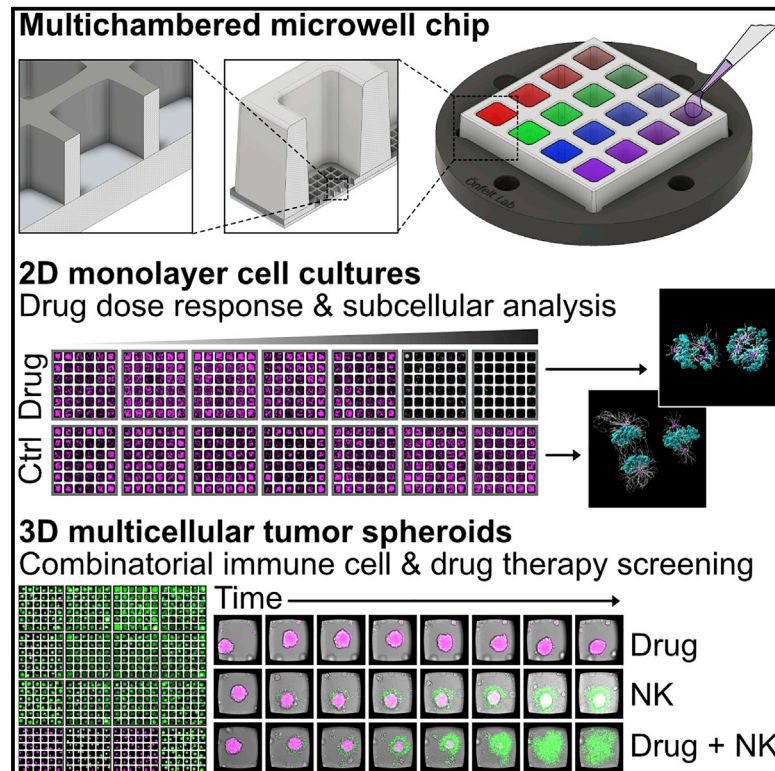 Multichambered microwell chip
Önfelt Lab
2D monolayer cell cultures
Drug dose response & subcellular analysis
Drug
Ctrl
3D multicellular tumor spheroids
Combinatorial immune cell & drug therapy screening
Time
Drug
NK
Drug + NK